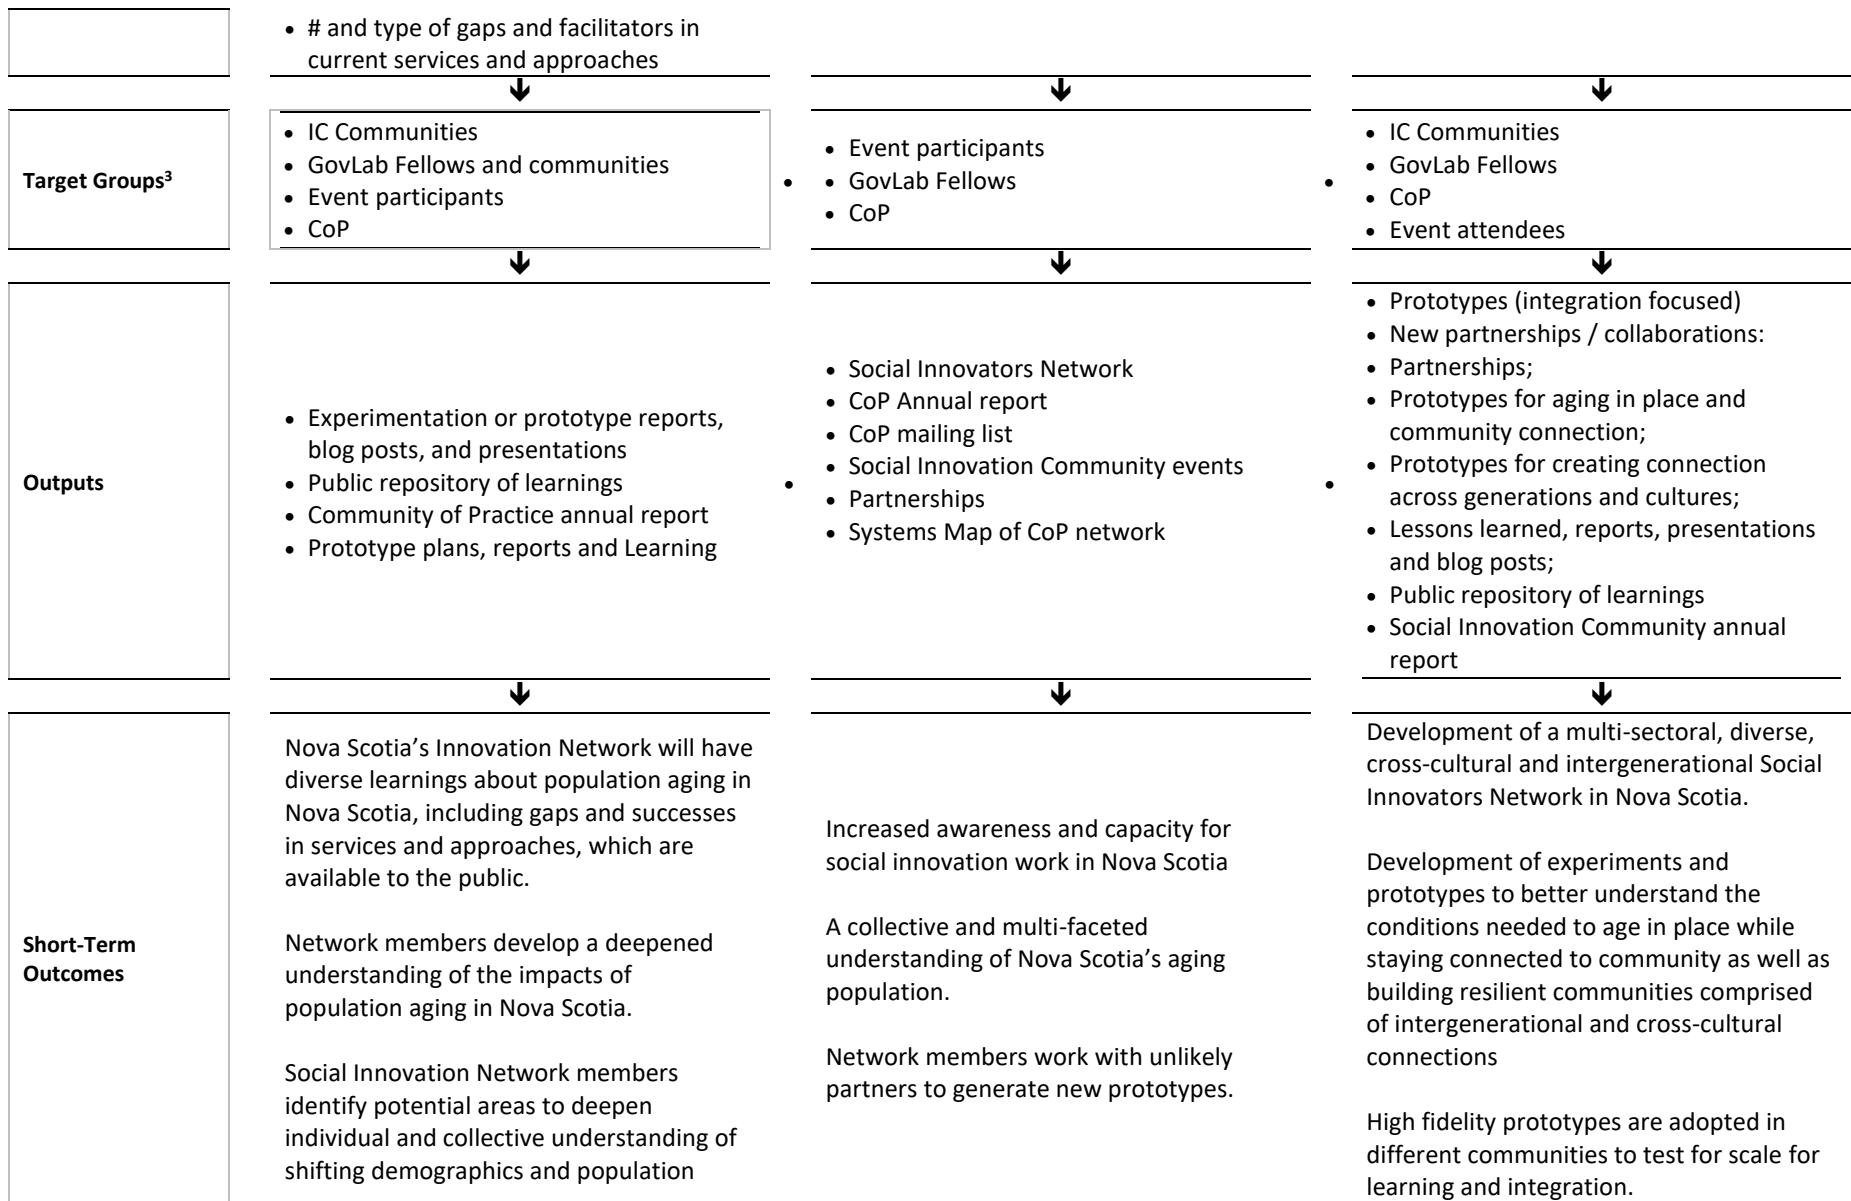 • # and type of gaps and facilitators in
current services and approaches
🡻
🡻
🡻
Target Groups³
• IC Communities
• GovLab Fellows and communities
• Event participants
• CoP
•
• Event participants
• GovLab Fellows
• CoP
•
• IC Communities
• GovLab Fellows
• CoP
• Event attendees
🡻
🡻
🡻
Outputs
• Experimentation or prototype reports,
blog posts, and presentations
• Public repository of learnings
• Community of Practice annual report
• Prototype plans, reports and Learning
•
• Social Innovators Network
• CoP Annual report
• CoP mailing list
• Social Innovation Community events
• Partnerships
• Systems Map of CoP network
•
• Prototypes (integration focused)
• New partnerships / collaborations:
• Partnerships;
• Prototypes for aging in place and
community connection;
• Prototypes for creating connection
across generations and cultures;
• Lessons learned, reports, presentations
and blog posts;
• Public repository of learnings
• Social Innovation Community annual
report
🡻
🡻
🡻
Short-Term
Outcomes
Nova Scotia’s Innovation Network will have
diverse learnings about population aging in
Nova Scotia, including gaps and successes
in services and approaches, which are
available to the public.
Network members develop a deepened
understanding of the impacts of
population aging in Nova Scotia.
Social Innovation Network members
identify potential areas to deepen
individual and collective understanding of
shifting demographics and population
Increased awareness and capacity for
social innovation work in Nova Scotia
A collective and multi-faceted
understanding of Nova Scotia’s aging
population.
Network members work with unlikely
partners to generate new prototypes.
Development of a multi-sectoral, diverse,
cross-cultural and intergenerational Social
Innovators Network in Nova Scotia.
Development of experiments and
prototypes to better understand the
conditions needed to age in place while
staying connected to community as well as
building resilient communities comprised
of intergenerational and cross-cultural
connections
High fidelity prototypes are adopted in
different communities to test for scale for
learning and integration.